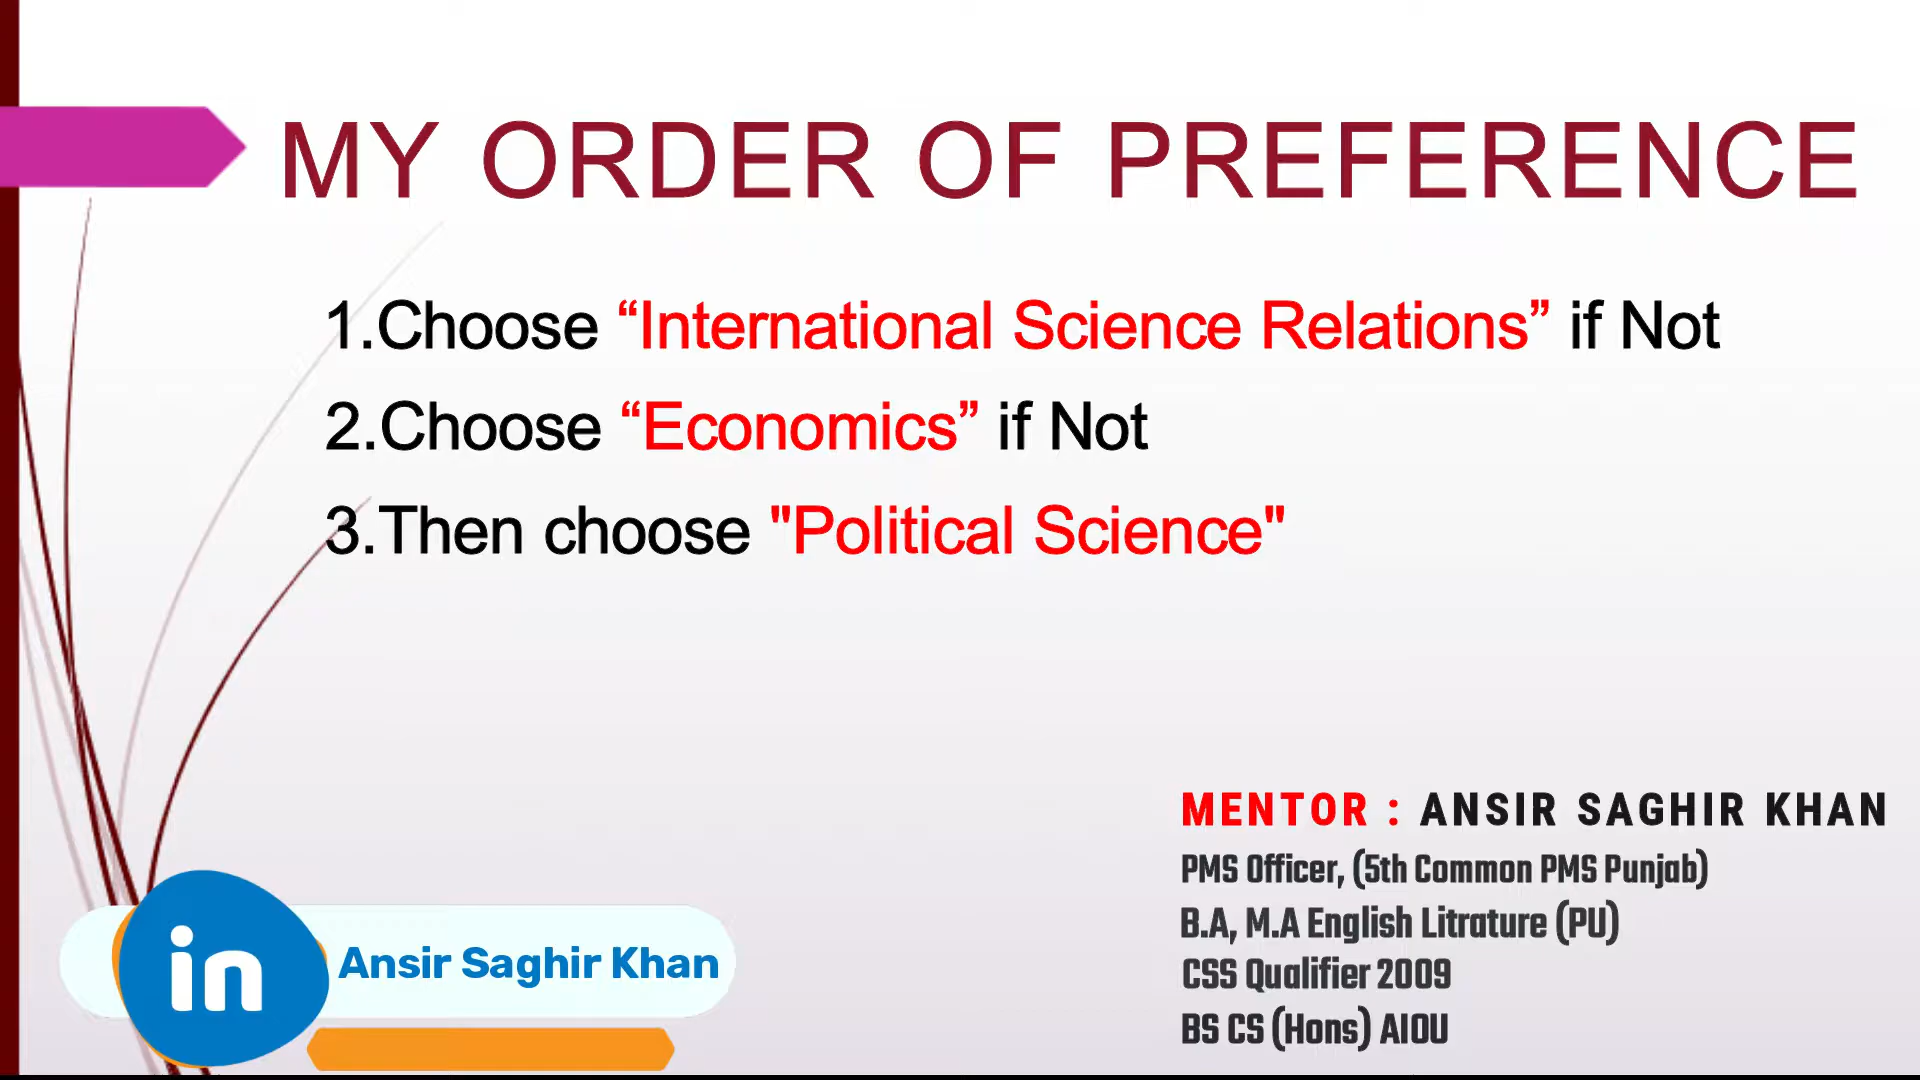 MY ORDER OF PREFERENCE
1.Choose “International Science Relations” if Not
2.Choose “Economics” if Not
3.Then choose "Political Science"
MENTOR : ANSIR SAGHIR KHAN
PMS Officer, (5th Common PMS Punjab)
B.A, M.A English Litrature (PU)
CSS Qualifier 2009
BS CS (Hons) AIOU
in
Ansir Saghir Khan